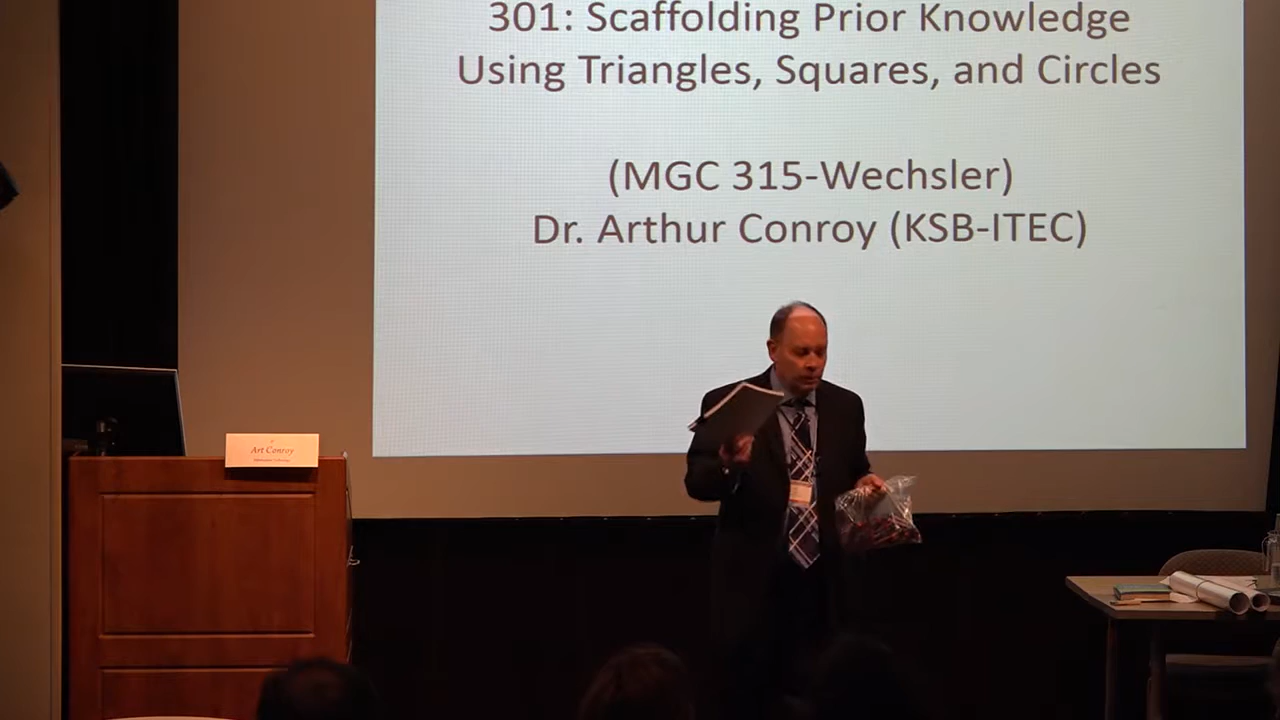 301: Scaffolding Prior Knowledge
Using Triangles, Squares, and Circles
(MGC 315-Wechsler)
Dr. Arthur Conroy (KSB-ITEC)
Art Conroy